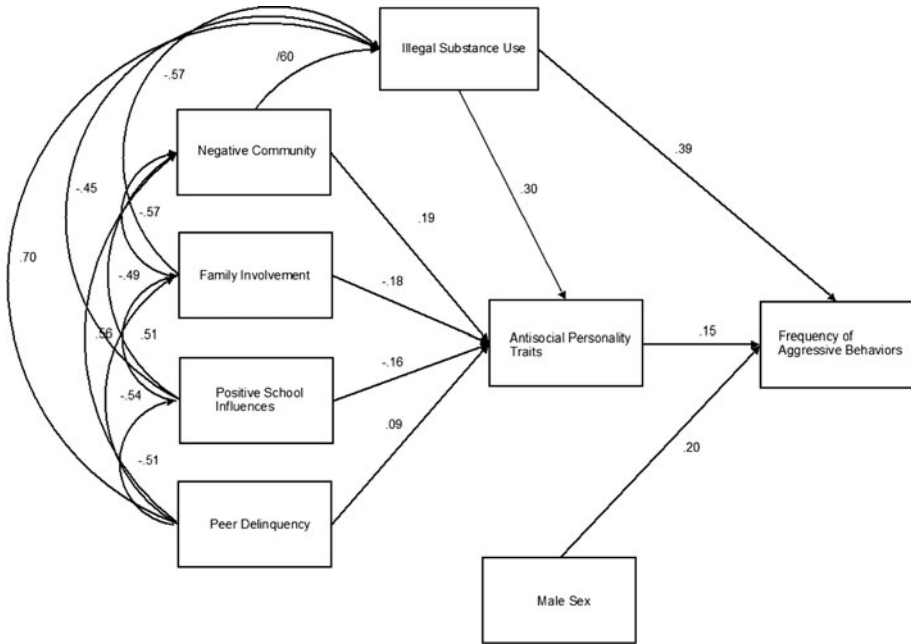 Illegal Substance Use
-.57
/60
Negative Community
.39
-.45
.30
-.57
.19
.70
Family Involvement
-.49
-.18
.56
.51
Antisocial Personality
Traits
.15
Frequency of
Aggressive Behaviors
-.16
Positive School
Influences
-.54
.09
.20
-.51
Peer Delinquency
Male Sex